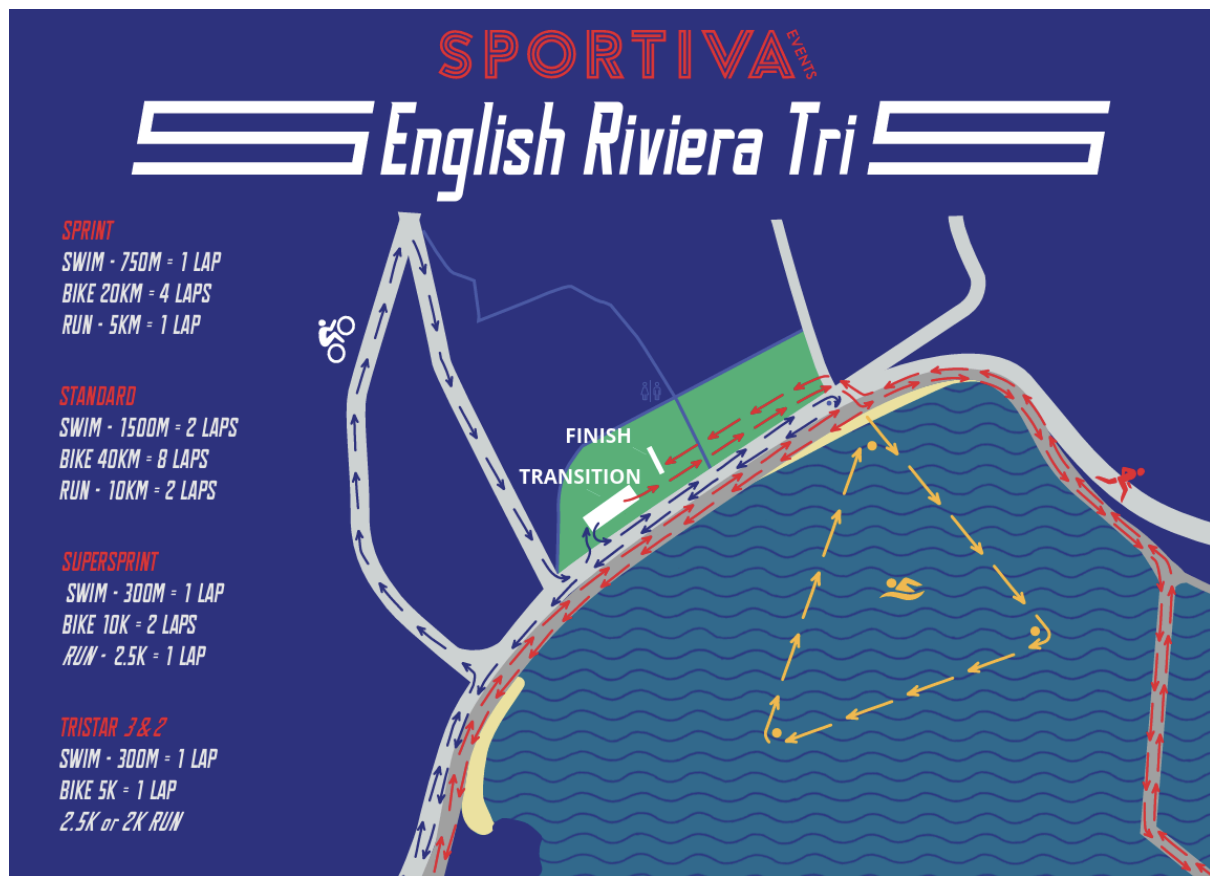 SPORTIVA EVENTS
English Riviera Tri
SPRINT
SWIM - 750M = 1 LAP
BIKE 20KM = 4 LAPS
RUN - 5KM = 1 LAP
STANDARD
SWIM - 1500M = 2 LAPS
BIKE 40KM = 8 LAPS
RUN - 10KM = 2 LAPS
SUPERSPRINT
SWIM - 300M = 1 LAP
BIKE 10K = 2 LAPS
RUN - 2.5K = 1 LAP
TRISTAR 3 & 2
SWIM - 300M = 1 LAP
BIKE 5K = 1 LAP
2.5K or 2K RUN
FINISH
TRANSITION